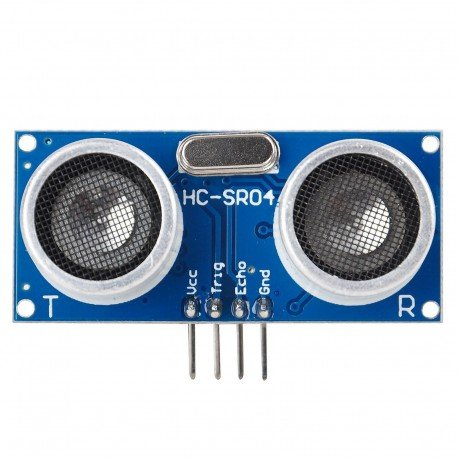 HC-SR04
Vcc
Trig
Echo
Gnd
T
R